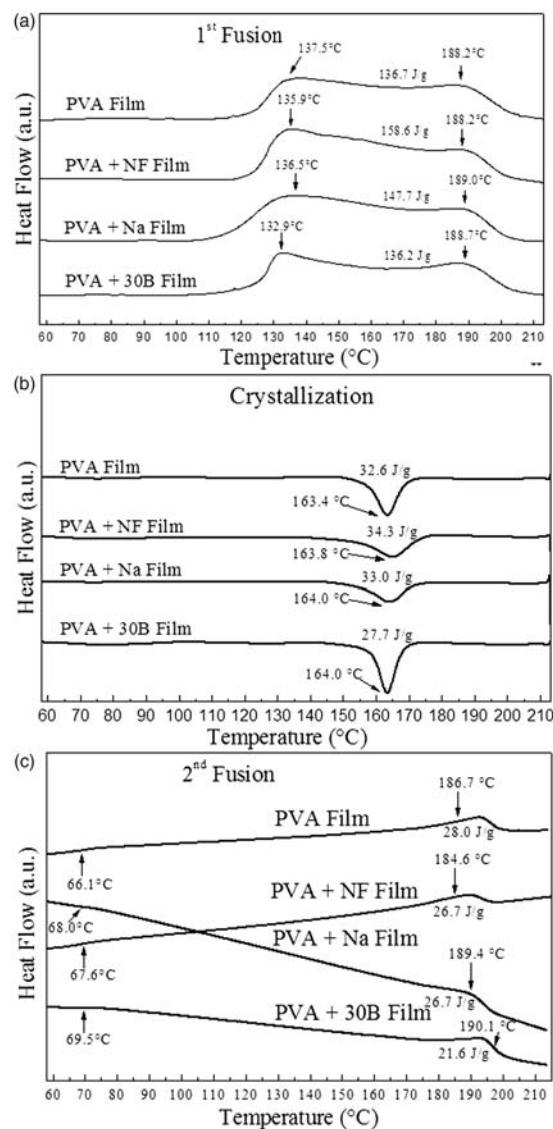 (a)
1st Fusion
137.5°C
188.2°C
136.7 J/g
PVA Film
135.9°C
188.2°C
158.6 J/g
PVA + NF Film
136.5°C
189.0°C
147.7 J/g
PVA + Na Film
132.9°C
188.7°C
136.2 J/g
PVA + 30B Film
Heat Flow (a.u.)
60 70 80 90 100 110 120 130 140 150 160 170 180 190 200 210
Temperature (°C)
(b)
Crystallization
PVA Film
32.6 J/g
163.4 °C
PVA + NF Film
34.3 J/g
163.8 °C
PVA + Na Film
33.0 J/g
164.0 °C
PVA + 30B Film
27.7 J/g
164.0 °C
Heat Flow (a.u.)
60 70 80 90 100 110 120 130 140 150 160 170 180 190 200 210
Temperature (°C)
(c)
2nd Fusion
186.7 °C
PVA Film
28.0 J/g
66.1°C
184.6 °C
PVA + NF Film
26.7 J/g
68.0°C
PVA + Na Film
67.6°C
189.4 °C
26.7 J/g
PVA + 30B Film
190.1 °C
21.6 J/g
69.5°C
Heat Flow (a.u.)
60 70 80 90 100 110 120 130 140 150 160 170 180 190 200 210
Temperature (°C)